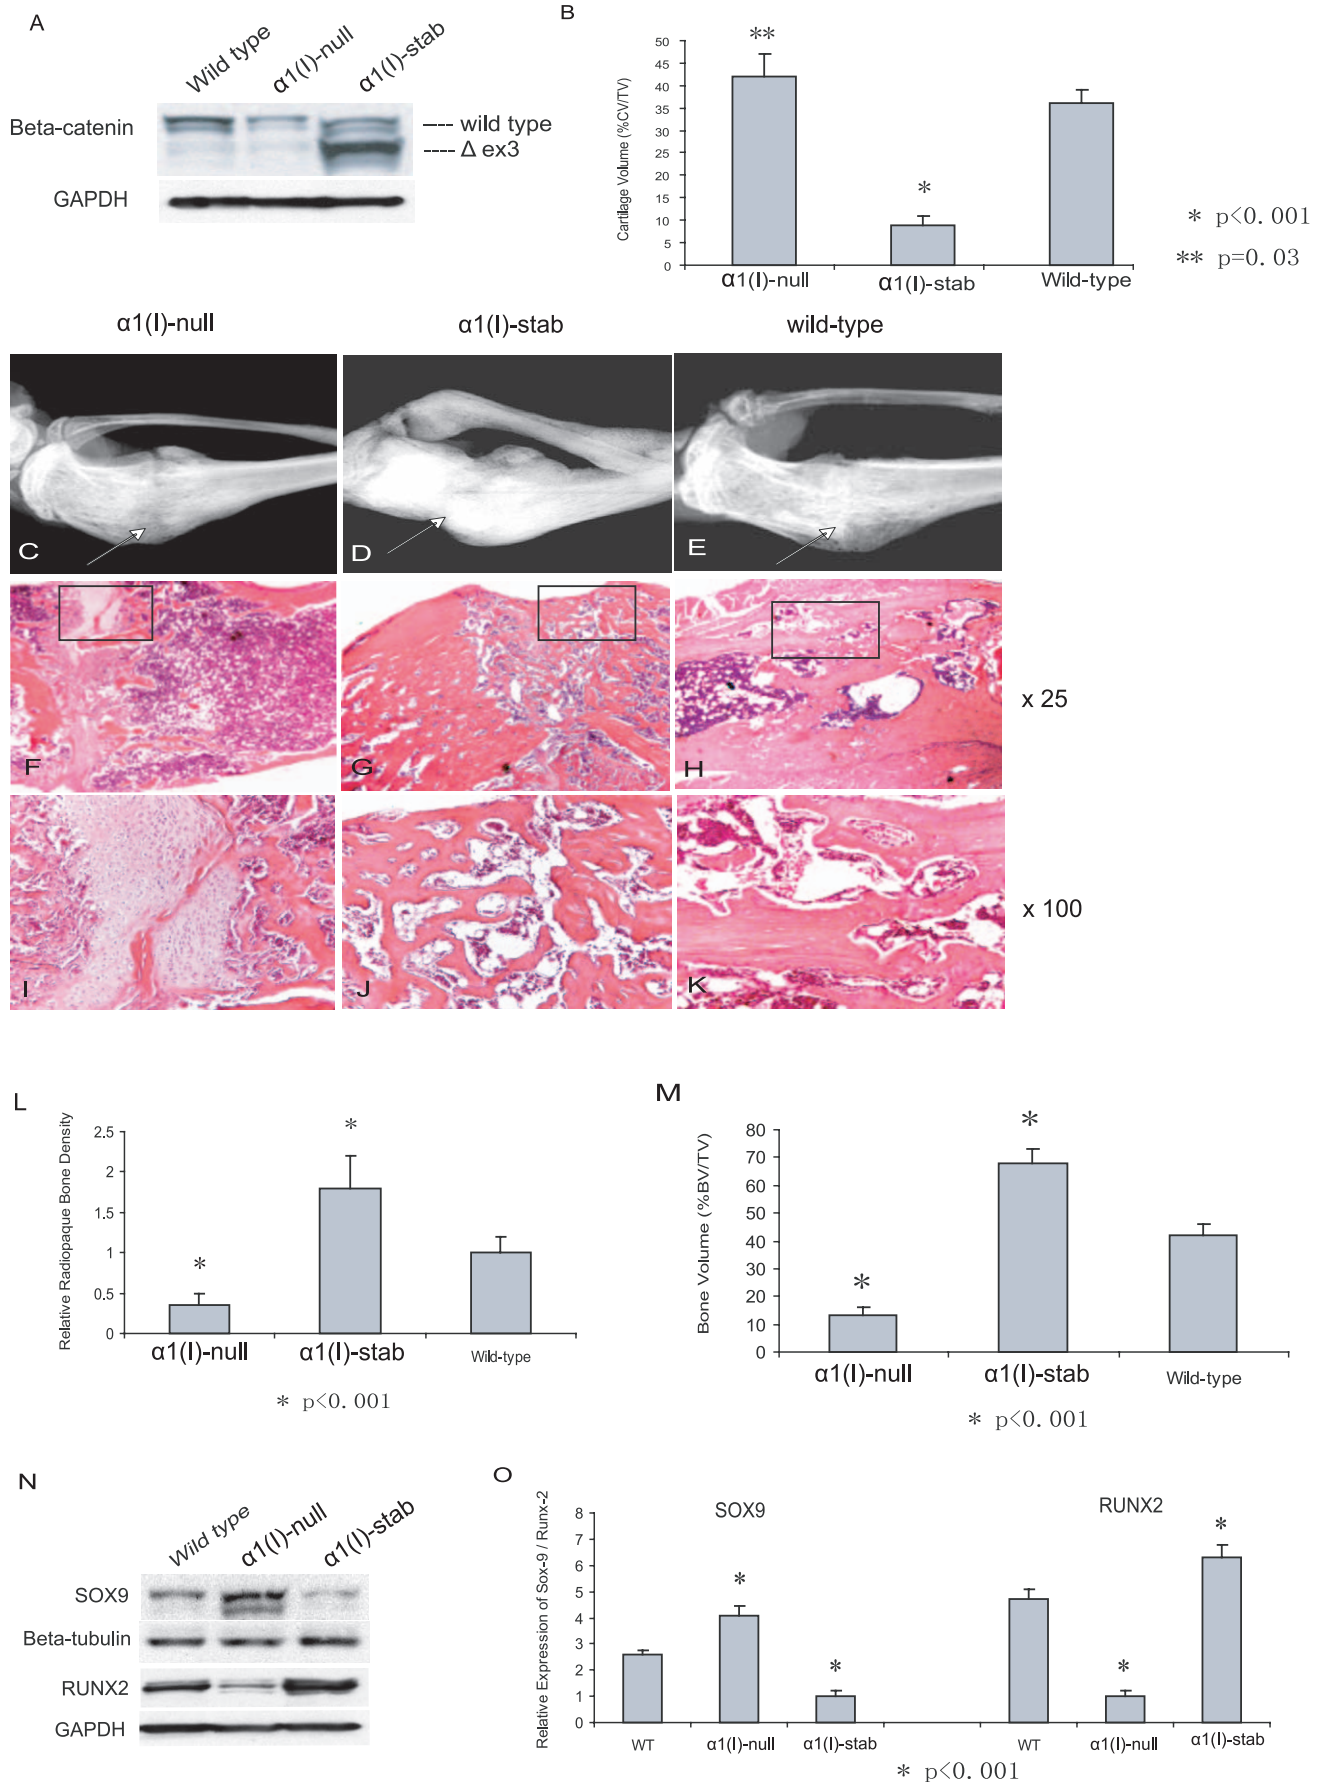 A
Wild type
α1(I)-null
α1(I)-stab
Beta-catenin
wild type
Δ ex3
GAPDH
B
Cartilage Volume (%CV/TV)
50
45
40
35
30
25
20
15
10
5
0
**
*
α1(I)-null
α1(I)-stab
Wild-type
* p<0.001
** p=0.03
α1(I)-null
α1(I)-stab
wild-type
C
D
E
F
G
H
x 25
I
J
K
x 100
L
Relative Radiopaque Bone Density
2.5
2
1.5
1
0.5
0
*
*
α1(I)-null
α1(I)-stab
Wild-type
* p<0.001
M
Bone Volume (%BV/TV)
80
70
60
50
40
30
20
10
0
*
*
α1(I)-null
α1(I)-stab
Wild-type
* p<0.001
N
Wild type
α1(I)-null
α1(I)-stab
SOX9
Beta-tubulin
RUNX2
GAPDH
O
Relative Expression of Sox-9 / Runx-2
SOX9
RUNX2
8
7
6
5
4
3
2
1
0
*
*
*
*
WT
α1(I)-null
α1(I)-stab
WT
α1(I)-null
α1(I)-stab
* p<0.001